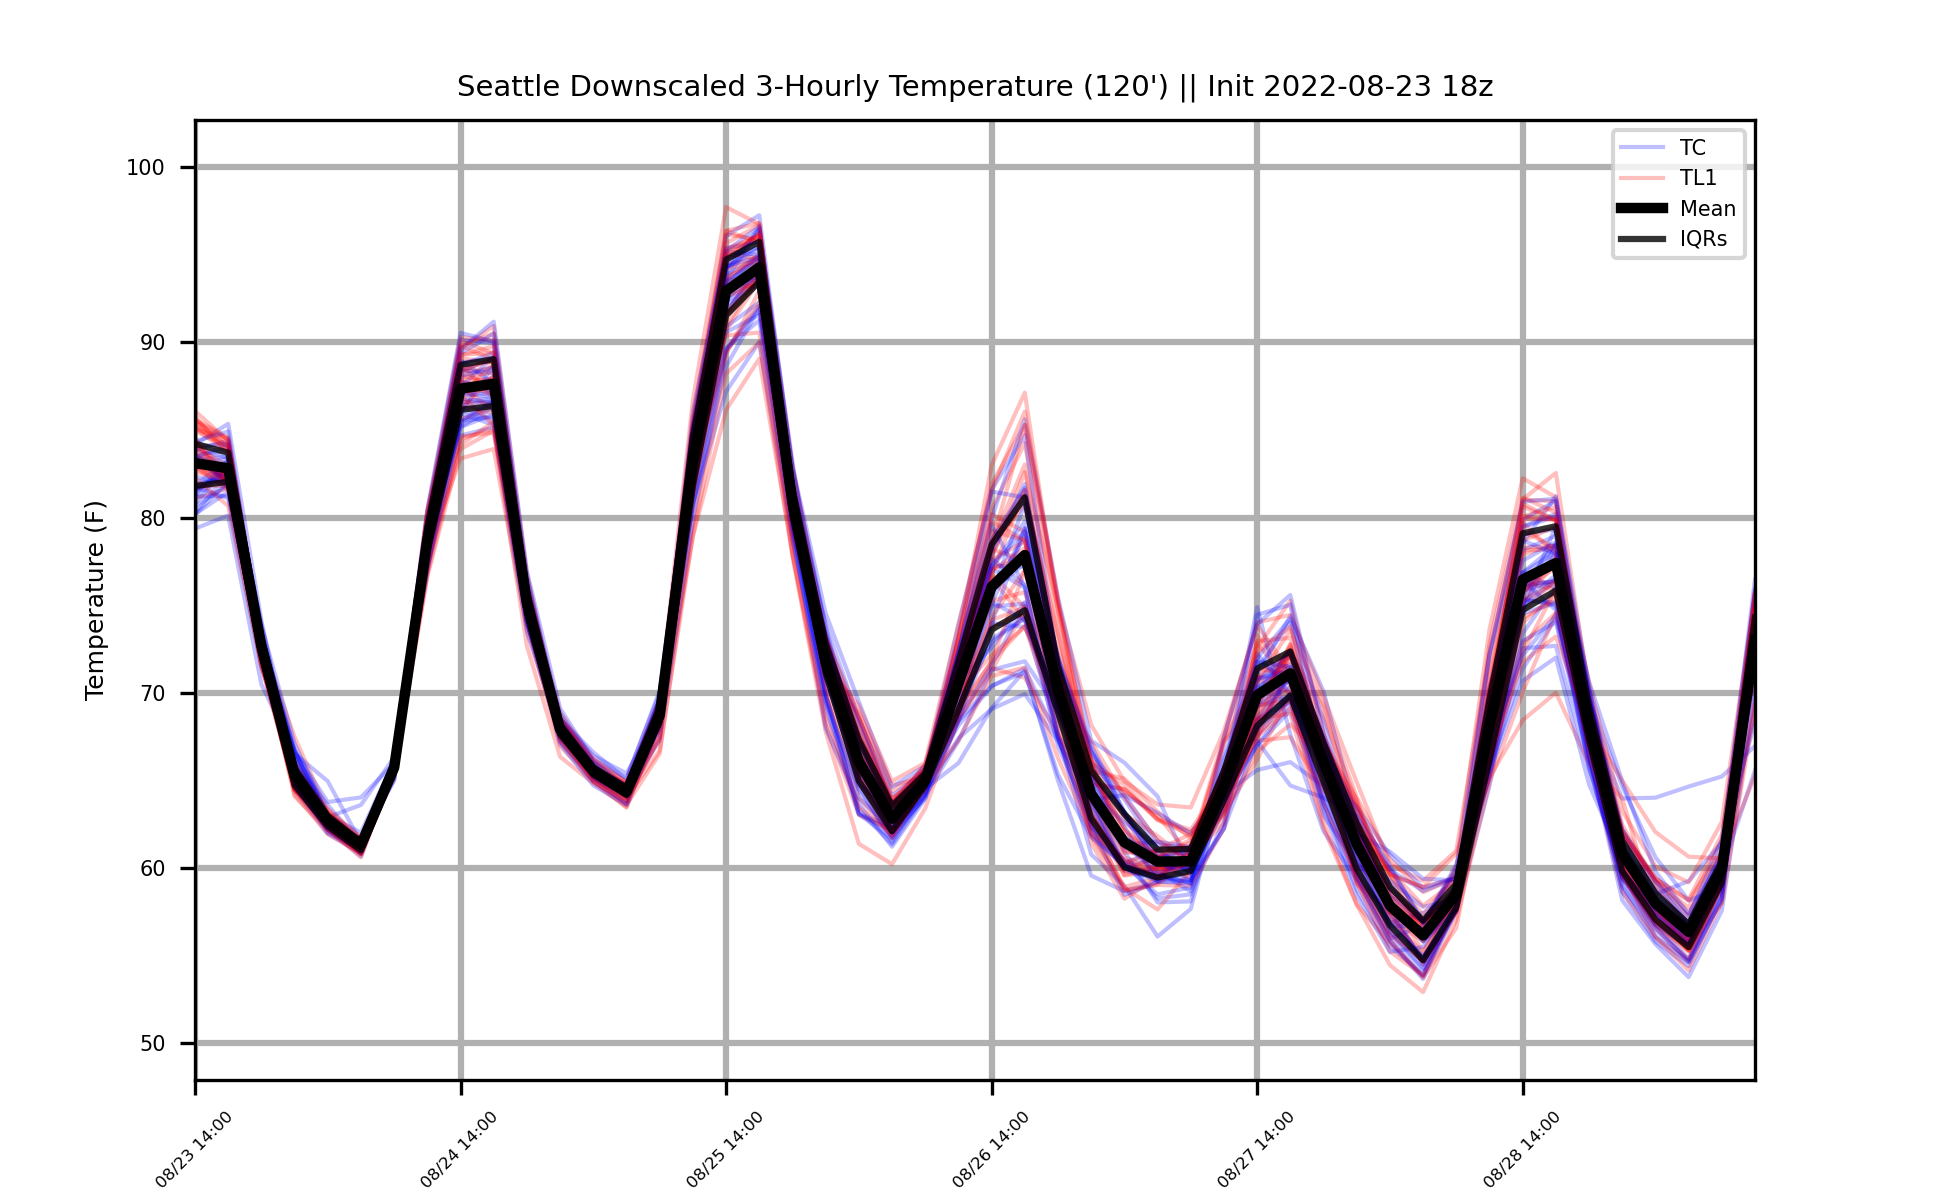 Seattle Downscaled 3-Hourly Temperature (120') || Init 2022-08-23 18z
TC
TL1
Mean
IQRs
Temperature (F)
100
90
80
70
60
50
08/23 14:00
08/24 14:00
08/25 14:00
08/26 14:00
08/27 14:00
08/28 14:00